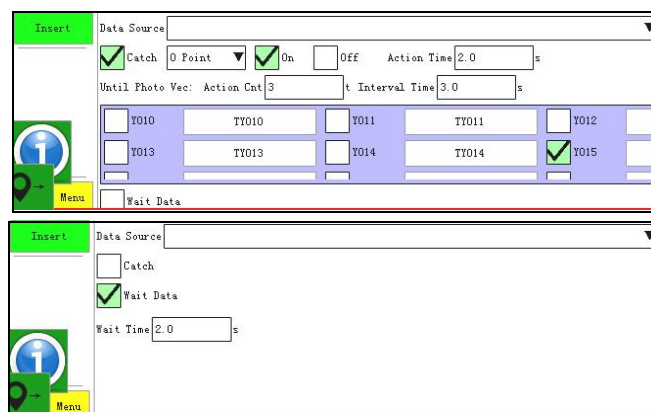 Insert
Data Source
Catch 0 Point On Off Action Time 2.0 s
Until Photo Vec: Action Cnt 3 t Interval Time 3.0 s
Y010 TY010 Y011 TY011 Y012
Y013 TY013 Y014 TY014 Y015
Menu
Wait Data
Insert
Data Source
Catch
Wait Data
Wait Time 2.0 s
Menu